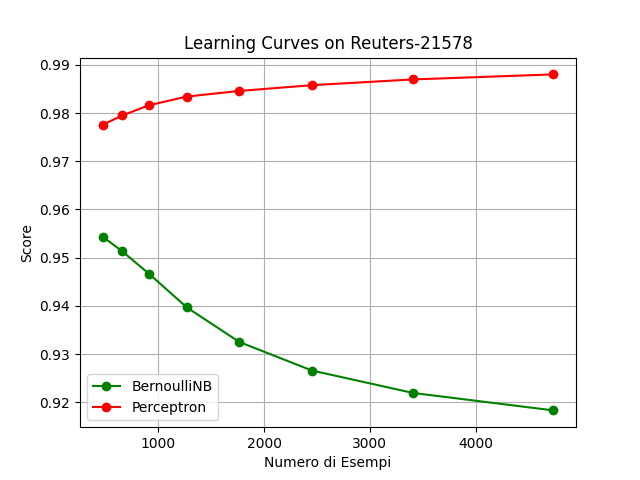 Learning Curves on Reuters-21578
0.99
0.98
0.97
0.96
0.95
0.94
0.93
0.92
Score
BernoulliNB
Perceptron
1000 2000 3000 4000
Numero di Esempi